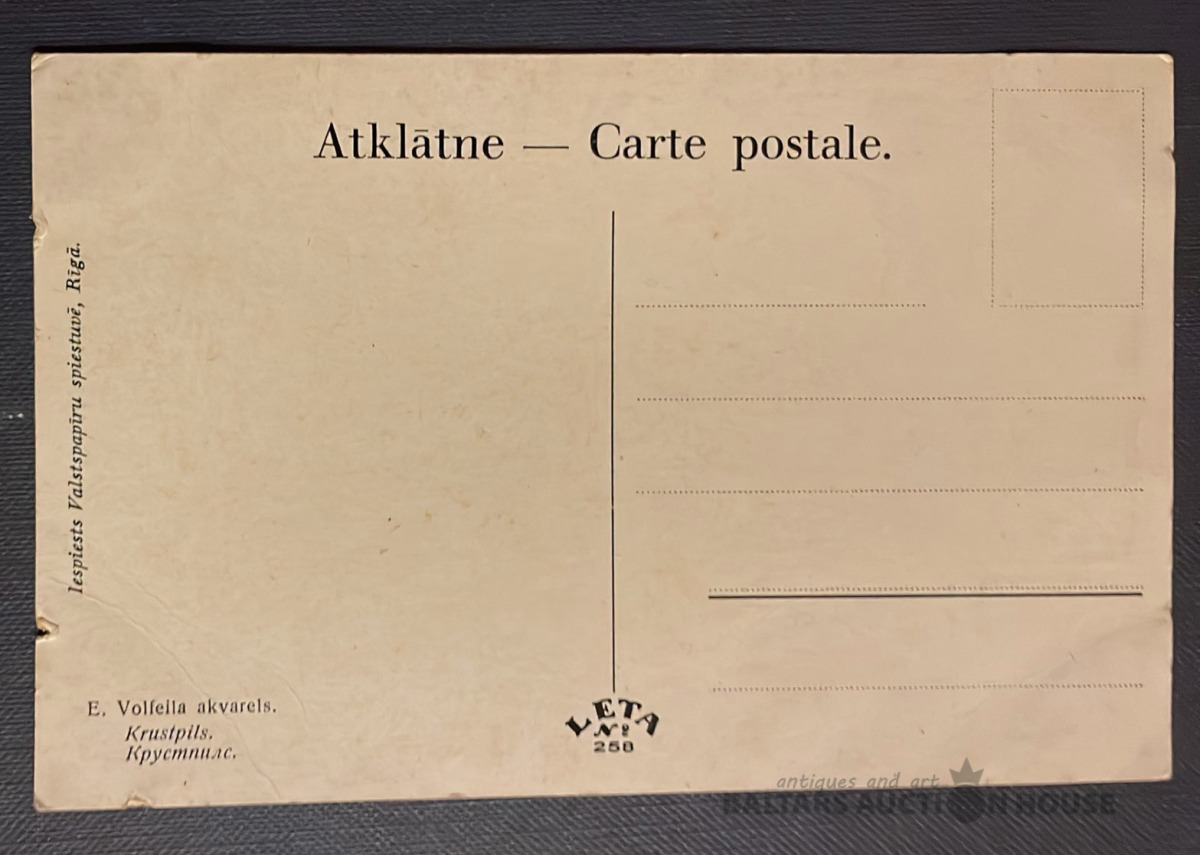 Atklātne — Carte postale.
Iespiests Valstspapīru spiestuvē, Rīgā.
E. Volfeila akvarels.
Krustpils.
Крустпилс.
LETA
№
258
antiques and art
BALTARS AUCTION HOUSE